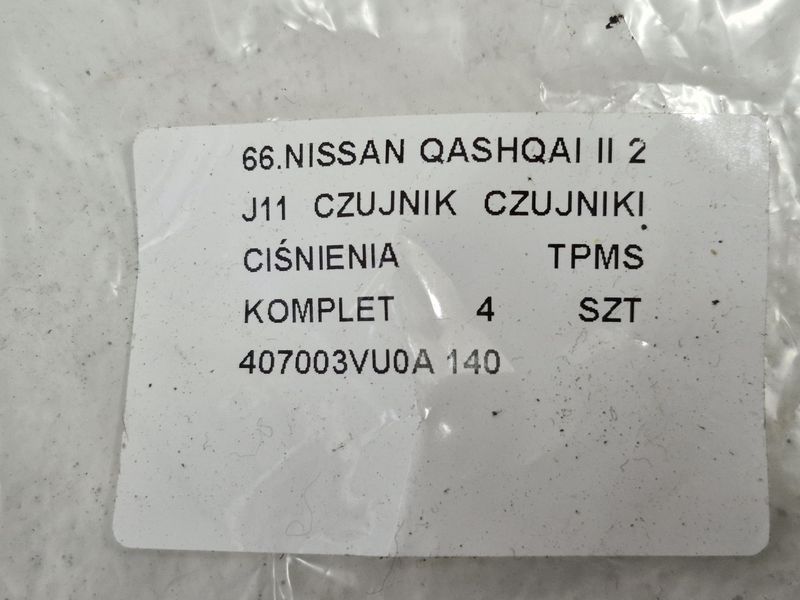 66.NISSAN QASHQAI II 2
J11 CZUJNIK CZUJNIKI
CIŚNIENIA TPMS
KOMPLET 4 SZT
407003VU0A 140